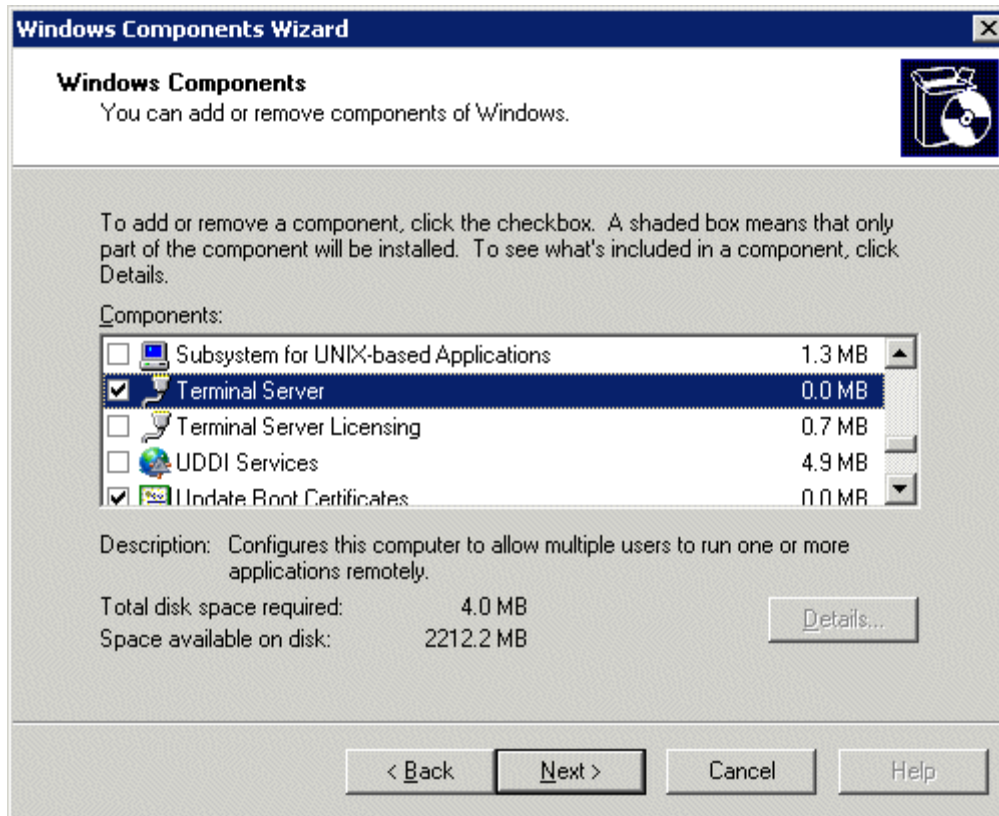 Windows Components Wizard
Windows Components
You can add or remove components of Windows.
To add or remove a component, click the checkbox. A shaded box means that only
part of the component will be installed. To see what's included in a component, click
Details.
Components:
Subsystem for UNIX-based Applications 1.3 MB
Terminal Server 0.0 MB
Terminal Server Licensing 0.7 MB
UDDI Services 4.9 MB
Update Root Certificates 0.0 MB
Description: Configures this computer to allow multiple users to run one or more
applications remotely.
Total disk space required: 4.0 MB
Space available on disk: 2212.2 MB
Details...
< Back Next > Cancel Help